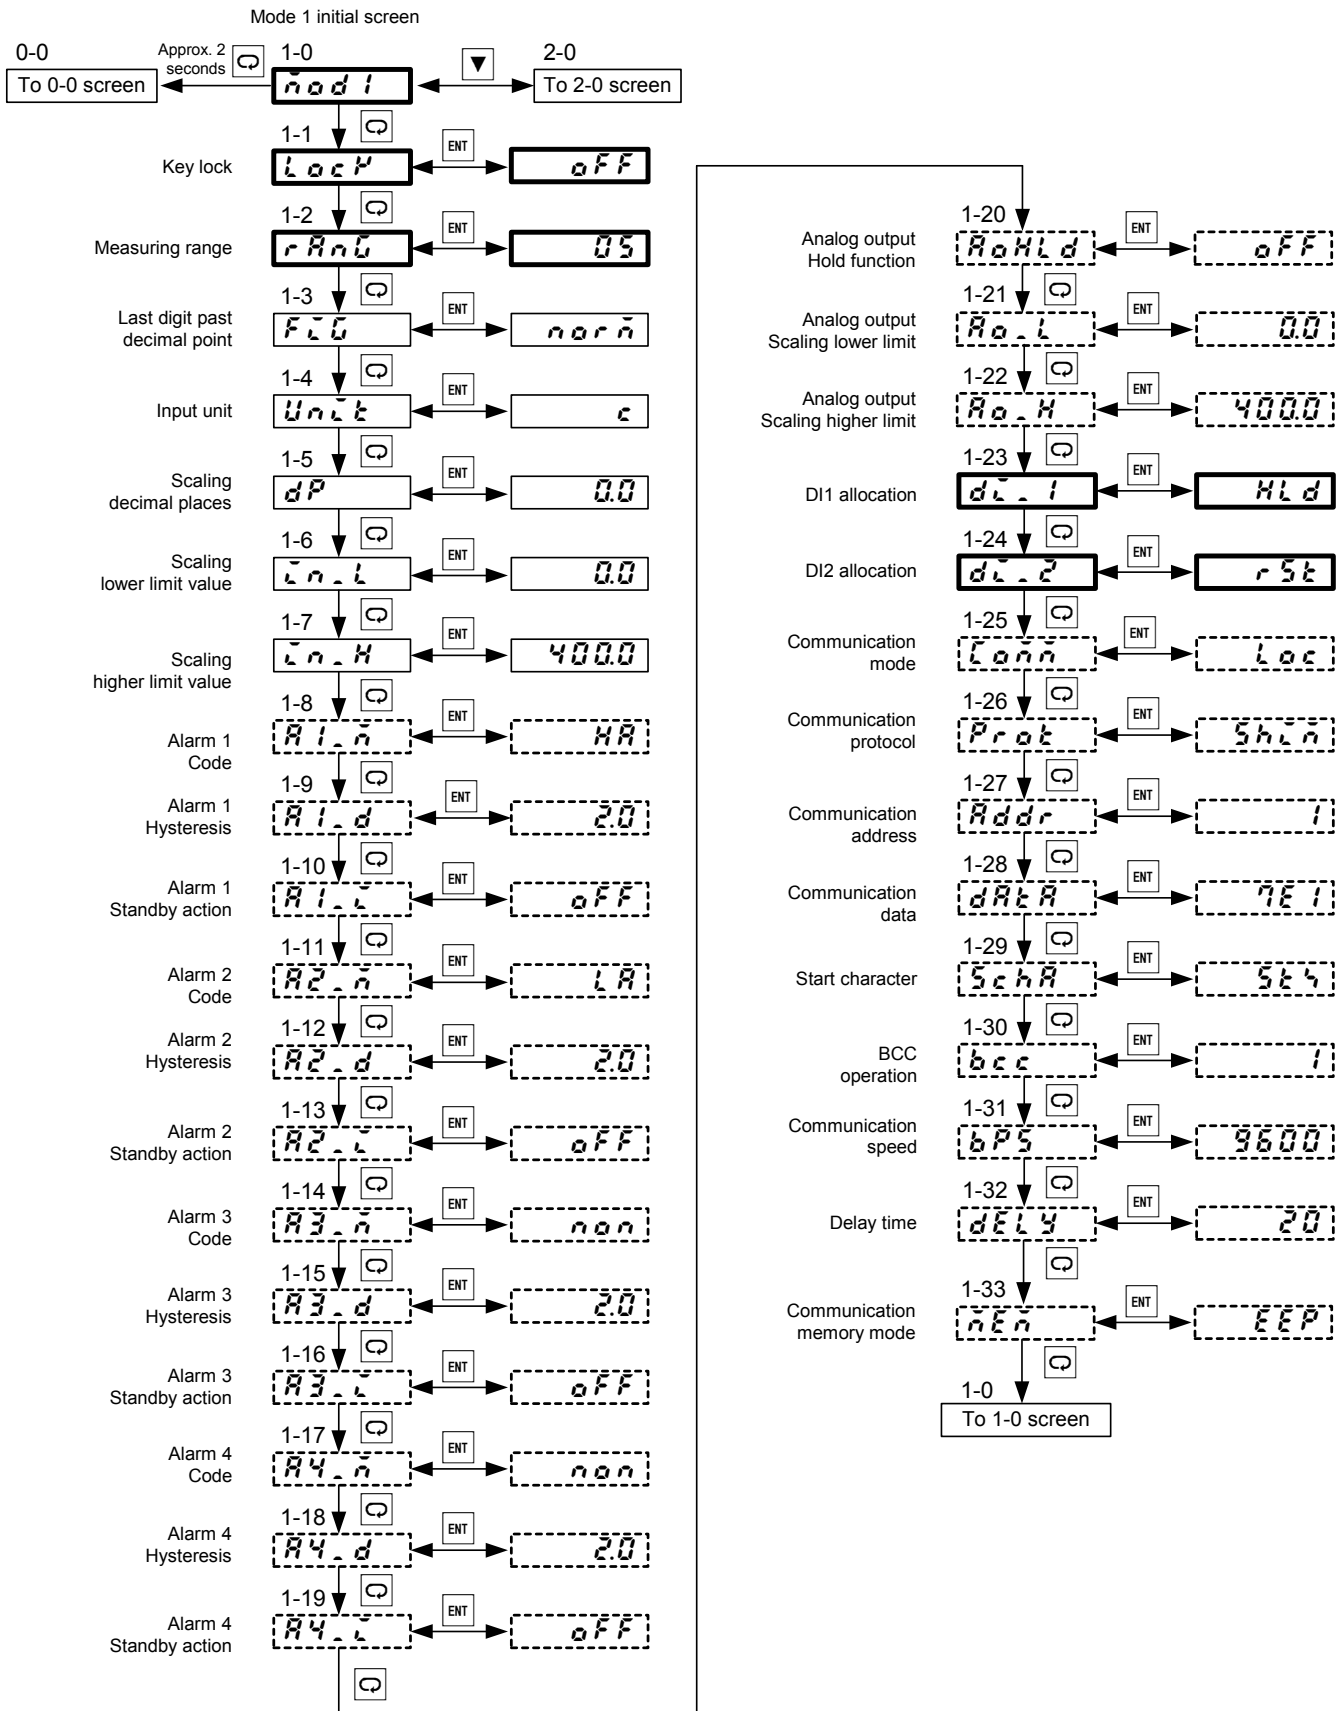 Mode 1 initial screen
0-0
Approx. 2
seconds
1-0
2-0
To 0-0 screen
mod1
▼
To 2-0 screen
1-1
Key lock
LocK
ENT
oFF
1-2
Measuring range
rAnG
ENT
05
1-3
Last digit past
decimal point
FiG
ENT
norm
1-4
Input unit
Unit
ENT
c
1-5
Scaling
decimal places
dP
ENT
0.0
1-6
Scaling
lower limit value
in_L
ENT
0.0
1-7
Scaling
higher limit value
in_H
ENT
400.0
1-8
Alarm 1
Code
A1_m
ENT
HA
1-9
Alarm 1
Hysteresis
A1_d
ENT
2.0
1-10
Alarm 1
Standby action
A1_i
ENT
oFF
1-11
Alarm 2
Code
A2_m
ENT
LA
1-12
Alarm 2
Hysteresis
A2_d
ENT
2.0
1-13
Alarm 2
Standby action
A2_i
ENT
oFF
1-14
Alarm 3
Code
A3_m
ENT
non
1-15
Alarm 3
Hysteresis
A3_d
ENT
2.0
1-16
Alarm 3
Standby action
A3_i
ENT
oFF
1-17
Alarm 4
Code
A4_m
ENT
non
1-18
Alarm 4
Hysteresis
A4_d
ENT
2.0
1-19
Alarm 4
Standby action
A4_i
ENT
oFF
1-20
Analog output
Hold function
AoHLd
ENT
oFF
1-21
Analog output
Scaling lower limit
Ao_L
ENT
0.0
1-22
Analog output
Scaling higher limit
Ao_H
ENT
400.0
1-23
DI1 allocation
di_1
ENT
HLd
1-24
DI2 allocation
di_2
ENT
rSt
1-25
Communication
mode
Comm
ENT
Loc
1-26
Communication
protocol
Prot
ENT
Shim
1-27
Communication
address
Addr
ENT
1
1-28
Communication
data
dAtA
ENT
7E1
1-29
Start character
SchA
ENT
1-30
BCC
operation
bcc
ENT
1
1-31
Communication
speed
bPS
ENT
9600
1-32
Delay time
dELY
ENT
20
1-33
Communication
memory mode
mEm
ENT
EEP
1-0
To 1-0 screen